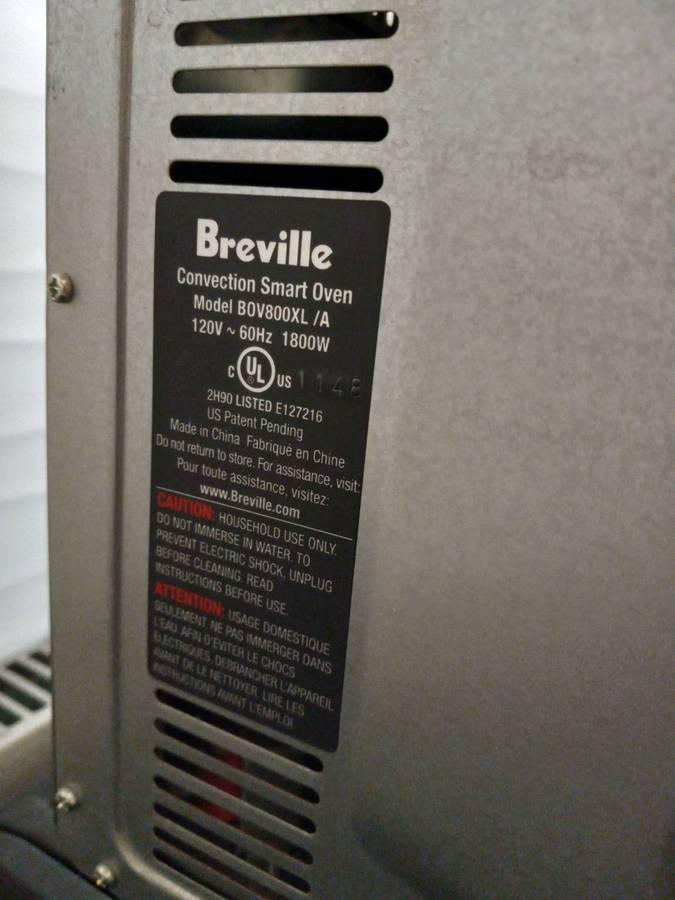 Breville
Convection Smart Oven
Model BOV800XL /A
120V ~ 60Hz 1800W
C UL US 1148
2H90 LISTED E127216
US Patent Pending
Made in China Fabriqué en Chine
Do not return to store. For assistance, visit:
Pour toute assistance, visitez:
www.Breville.com
CAUTION: HOUSEHOLD USE ONLY.
DO NOT IMMERSE IN WATER. TO
PREVENT ELECTRIC SHOCK, UNPLUG
BEFORE CLEANING. READ
INSTRUCTIONS BEFORE USE.
ATTENTION: USAGE DOMESTIQUE
SEULEMENT NE PAS IMMERGER DANS
L'EAU. AFIN D'ÉVITER LE CHOCS
ÉLECTRIQUES, DEBRANCHER L'APPAREIL
AVANT DE LE NETTOYER. LIRE LES
INSTRUCTIONS AVANT L'EMPLOI.